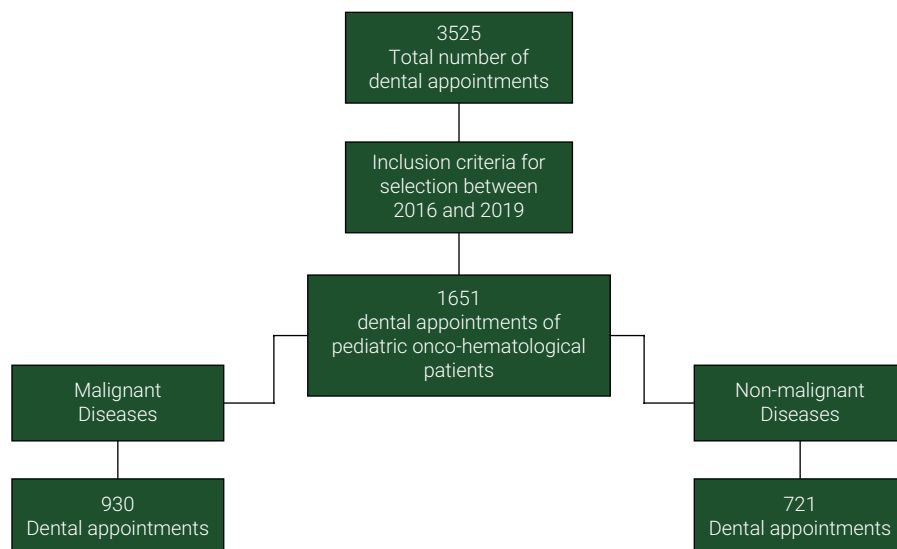 3525
Total number of
dental appointments
Inclusion criteria for
selection between
2016 and 2019
1651
dental appointments of
pediatric onco-hematological
patients
Malignant
Diseases
Non-malignant
Diseases
930
Dental appointments
721
Dental appointments